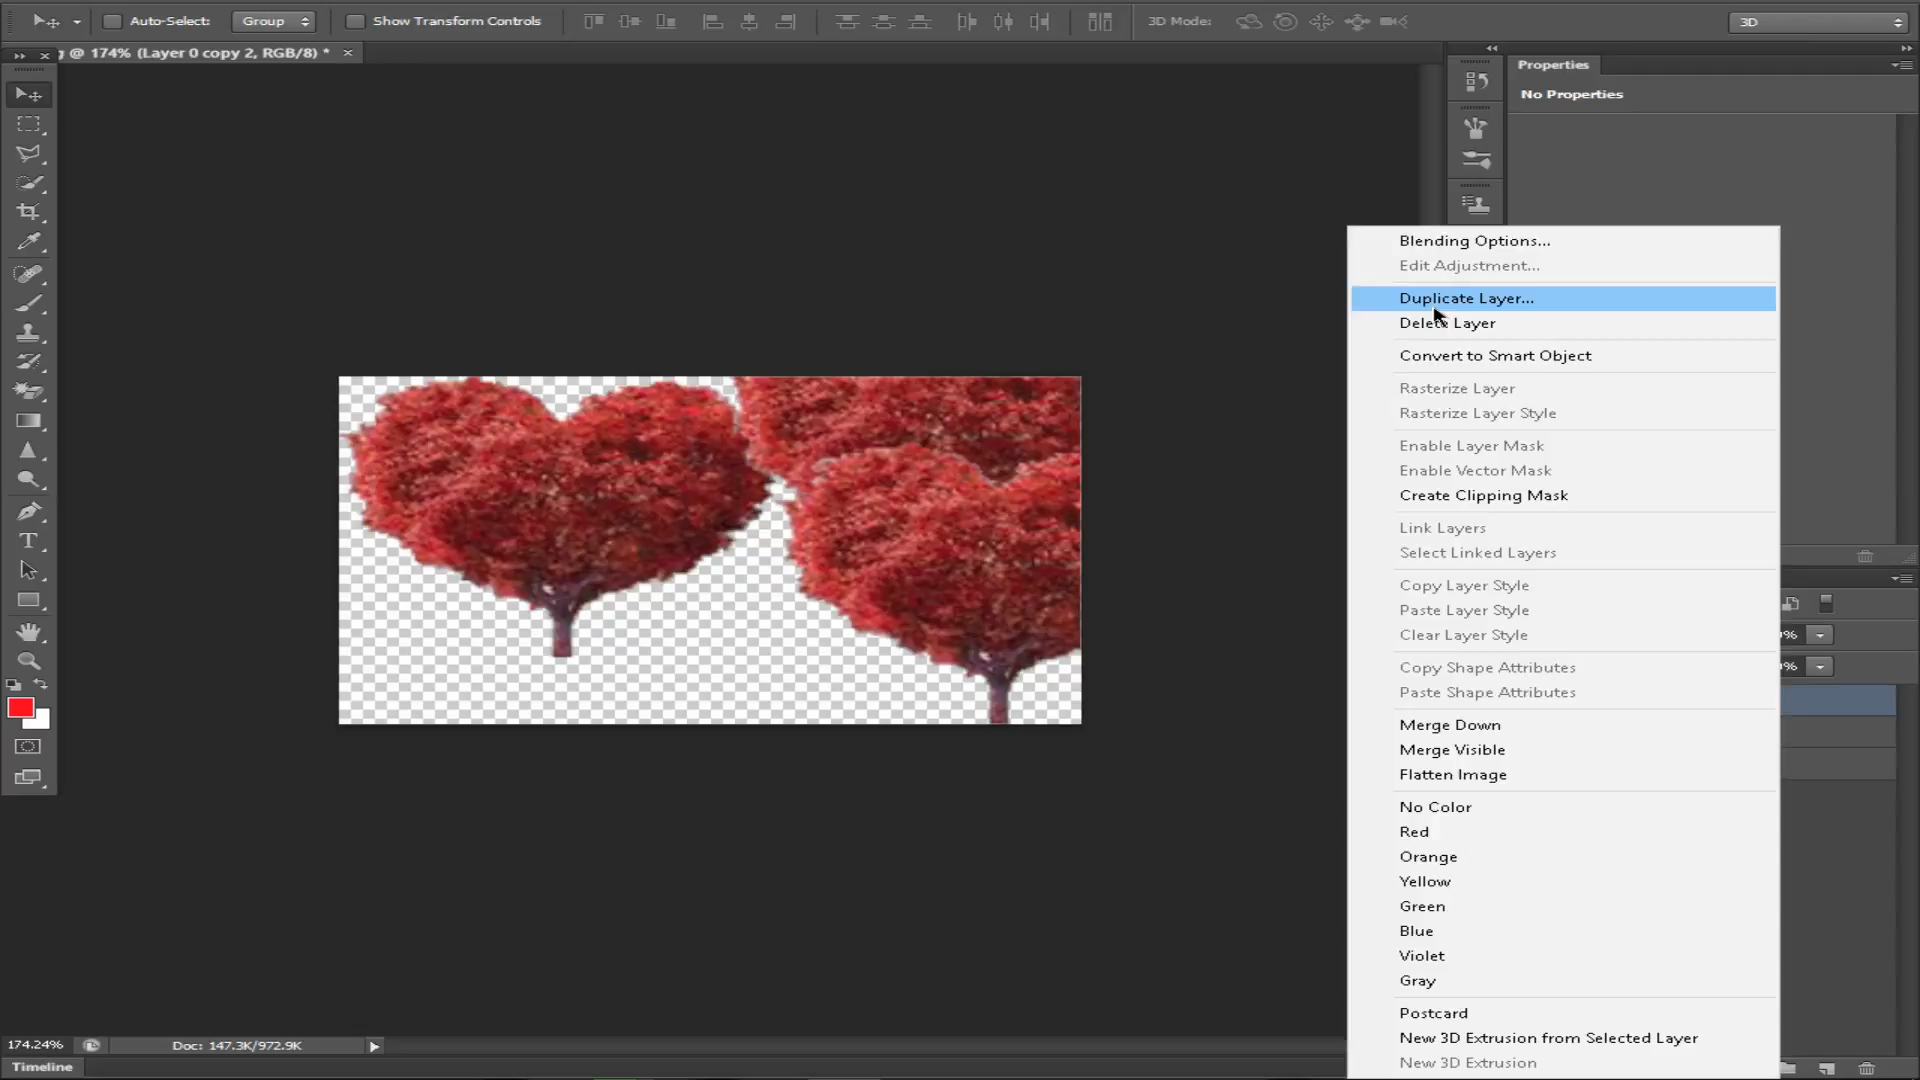 Auto-Select: Group Show Transform Controls 3D Mode: 3D
g @ 174% (Layer 0 copy 2, RGB/8) * ×
Properties
No Properties
Blending Options...
Edit Adjustment...
Duplicate Layer...
Delete Layer
Convert to Smart Object
Rasterize Layer
Rasterize Layer Style
Enable Layer Mask
Enable Vector Mask
Create Clipping Mask
Link Layers
Select Linked Layers
Copy Layer Style
Paste Layer Style
Clear Layer Style
Copy Shape Attributes
Paste Shape Attributes
Merge Down
Merge Visible
Flatten Image
No Color
Red
Orange
Yellow
Green
Blue
Violet
Gray
Postcard
New 3D Extrusion from Selected Layer
New 3D Extrusion
174.24% Doc: 147.3K/972.9K
Timeline